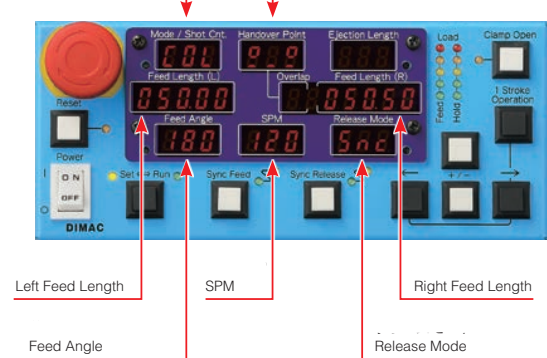 Mode / Shot Cnt. Handover Point Ejection Length
COL
Load
Clamp Open
Feed Length (L) Overlap Feed Length (R)
050.00 050.50
Feed Hold
1 Stroke Operation
Reset
Feed Angle SPM Release Mode
180 120 Snc
Power
I ON
O OFF
Set Run Sync Feed Sync Release
← +/− →
DIMAC
Left Feed Length SPM Right Feed Length
Feed Angle Release Mode